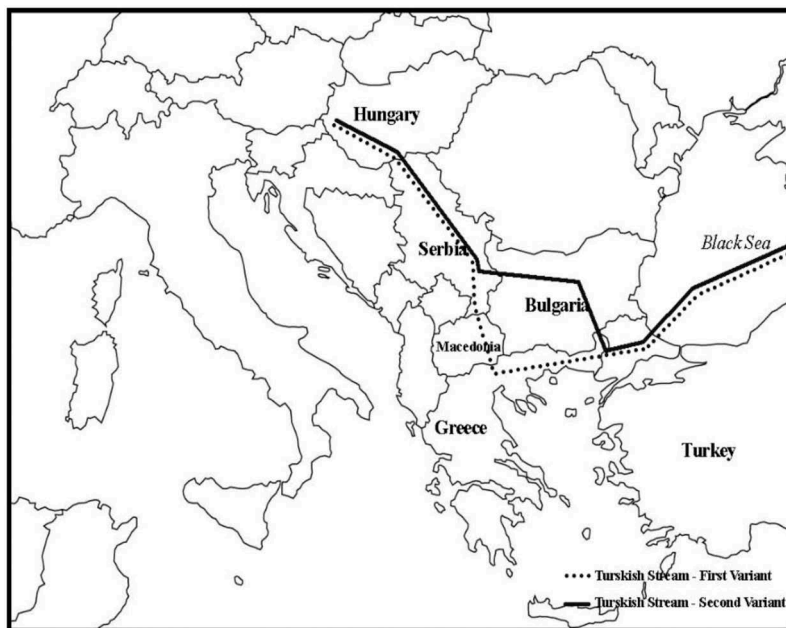 Hungary
Black Sea
Serbia
Bulgaria
Macedonia
Greece
Turkey
Turskish Stream - First Variant
Turskish Stream - Second Variant